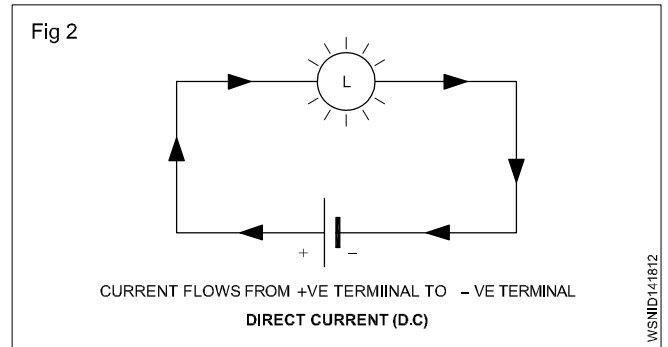 Fig 2
L
+ –
CURRENT FLOWS FROM +VE TERMIINAL TO – VE TERMINAL
DIRECT CURRENT (D.C)
WSNID141812